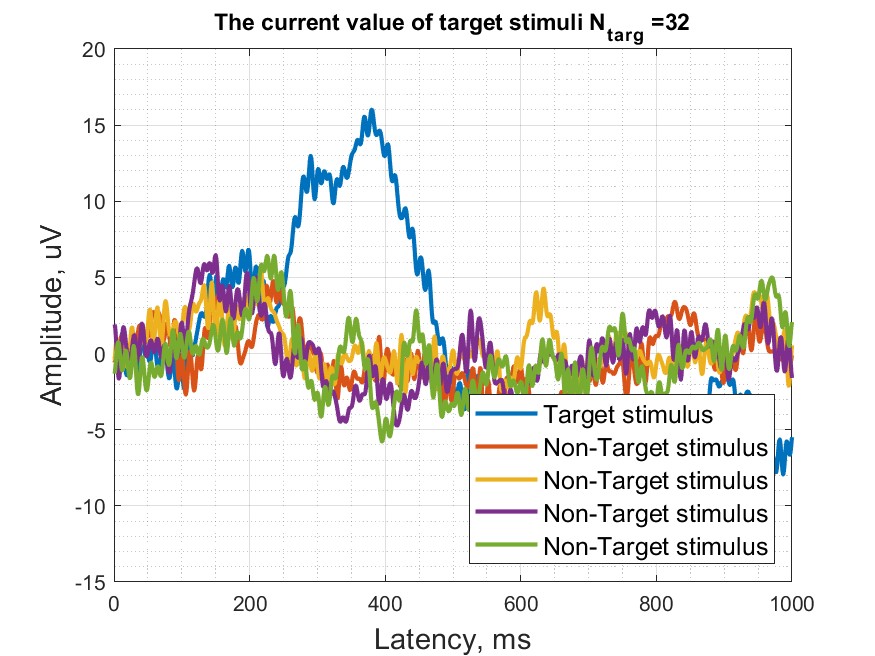 The current value of target stimuli N_targ =32
20
15
10
5
0
-5
-10
-15
Amplitude, uV
Target stimulus
Non-Target stimulus
Non-Target stimulus
Non-Target stimulus
Non-Target stimulus
0 200 400 600 800 1000
Latency, ms